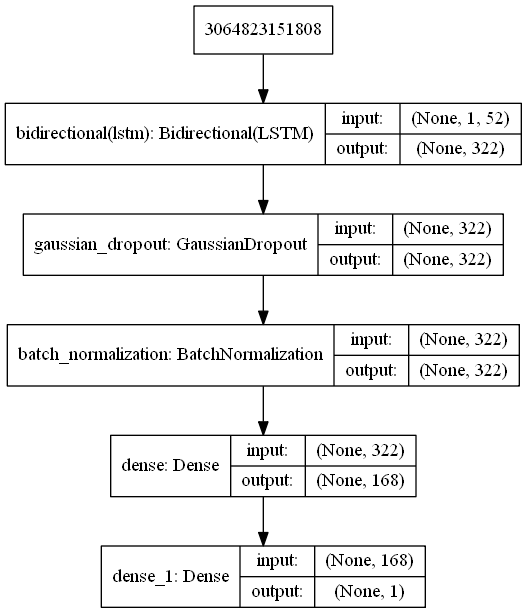 3064823151808
bidirectional(lstm): Bidirectional(LSTM)
input: (None, 1, 52)
output: (None, 322)
gaussian_dropout: GaussianDropout
input: (None, 322)
output: (None, 322)
batch_normalization: BatchNormalization
input: (None, 322)
output: (None, 322)
dense: Dense
input: (None, 322)
output: (None, 168)
dense_1: Dense
input: (None, 168)
output: (None, 1)